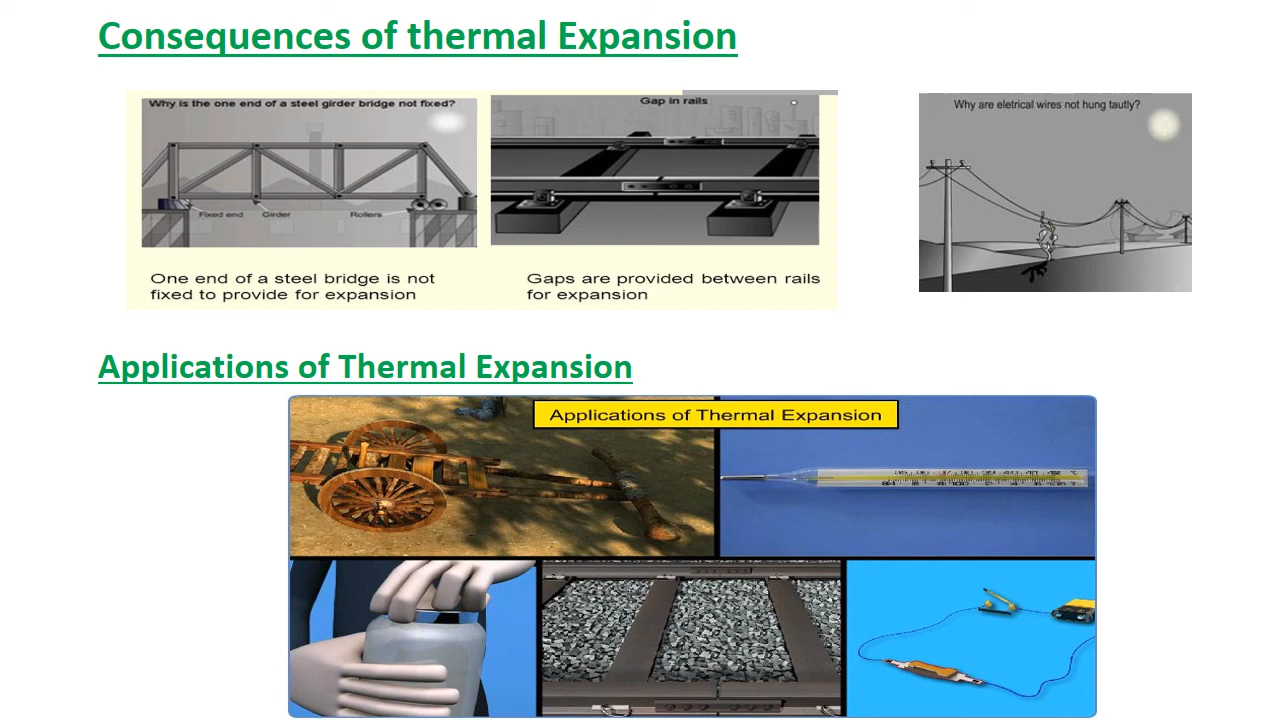 Consequences of thermal Expansion
Why is the one end of a steel girder bridge not fixed?
Gap in rails
Why are eletrical wires not hung tautly?
Fixed end
Girder
Rollers
One end of a steel bridge is not
fixed to provide for expansion
Gaps are provided between rails
for expansion
Applications of Thermal Expansion
Applications of Thermal Expansion